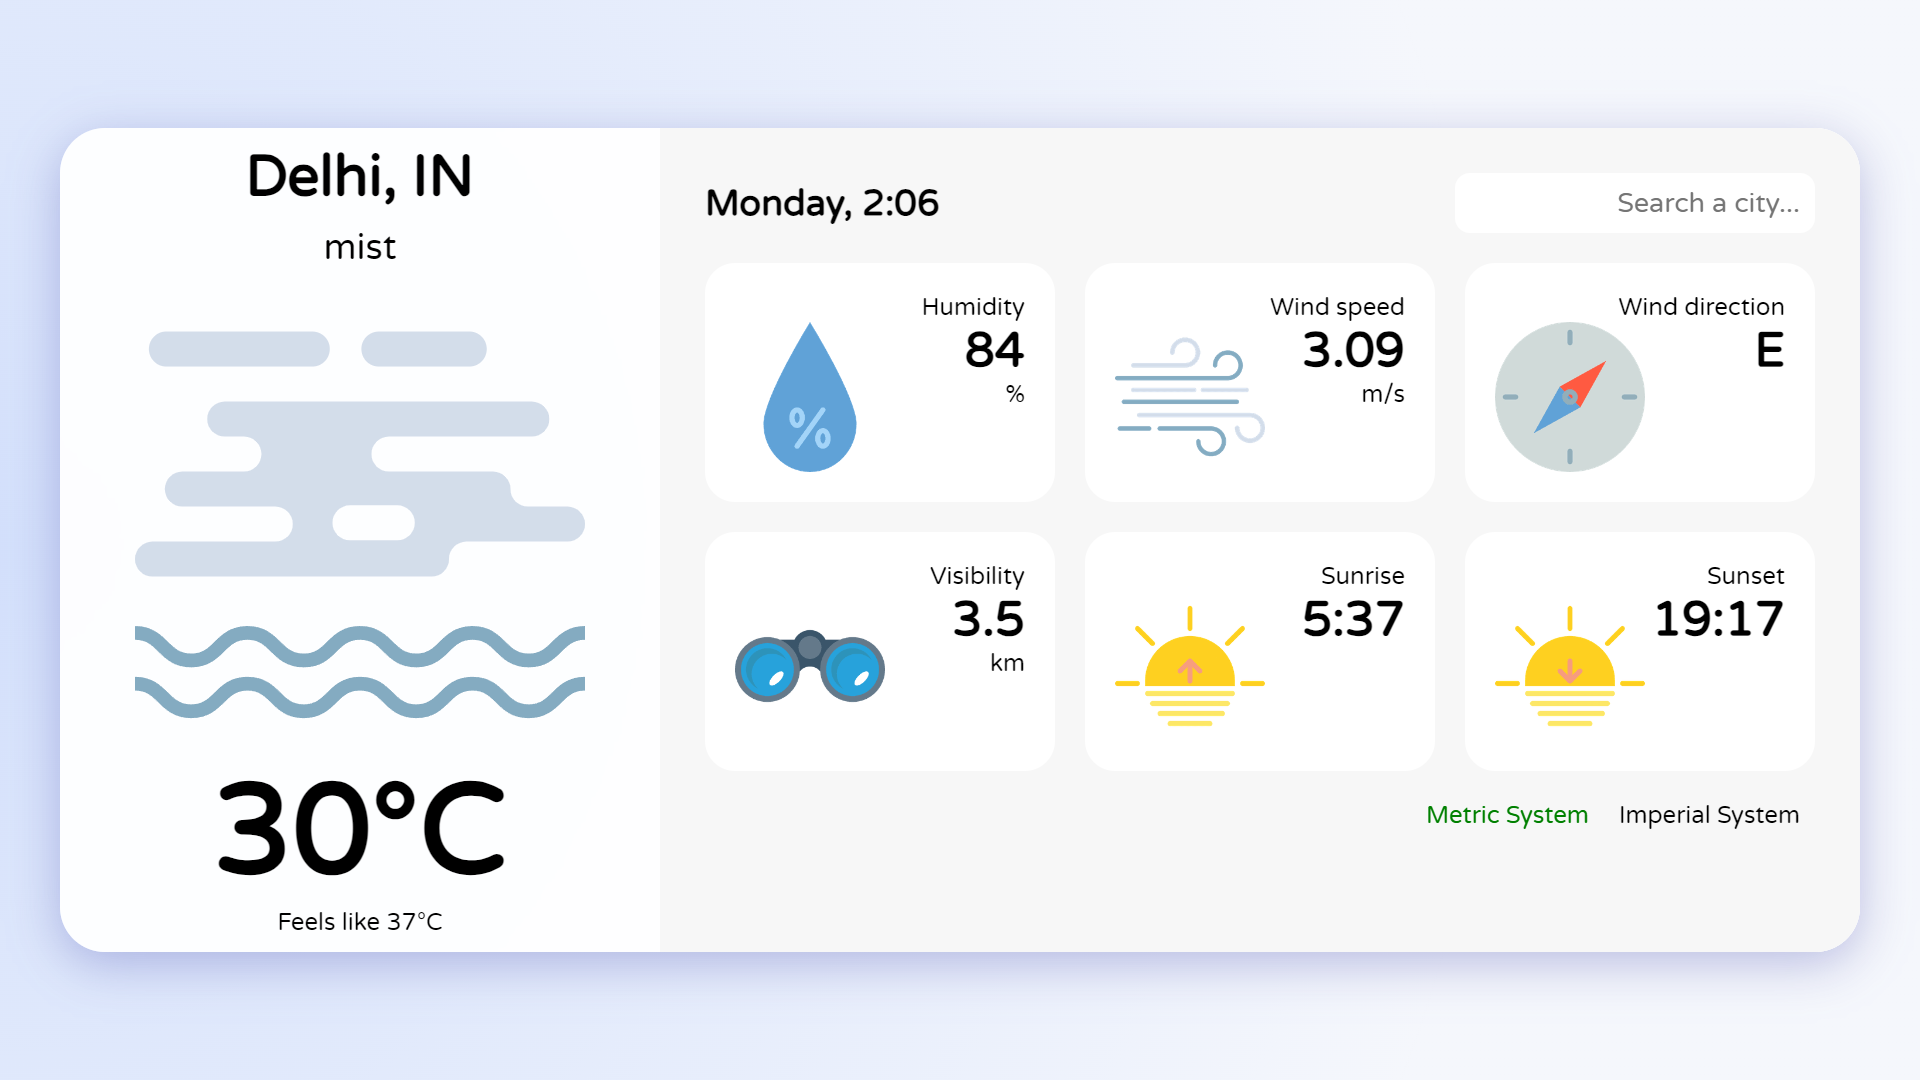 Delhi, IN
mist
30°C
Feels like 37°C
Monday, 2:06
Search a city...
Humidity
84
%
Wind speed
3.09
m/s
Wind direction
E
Visibility
3.5
km
Sunrise
5:37
Sunset
19:17
Metric System Imperial System